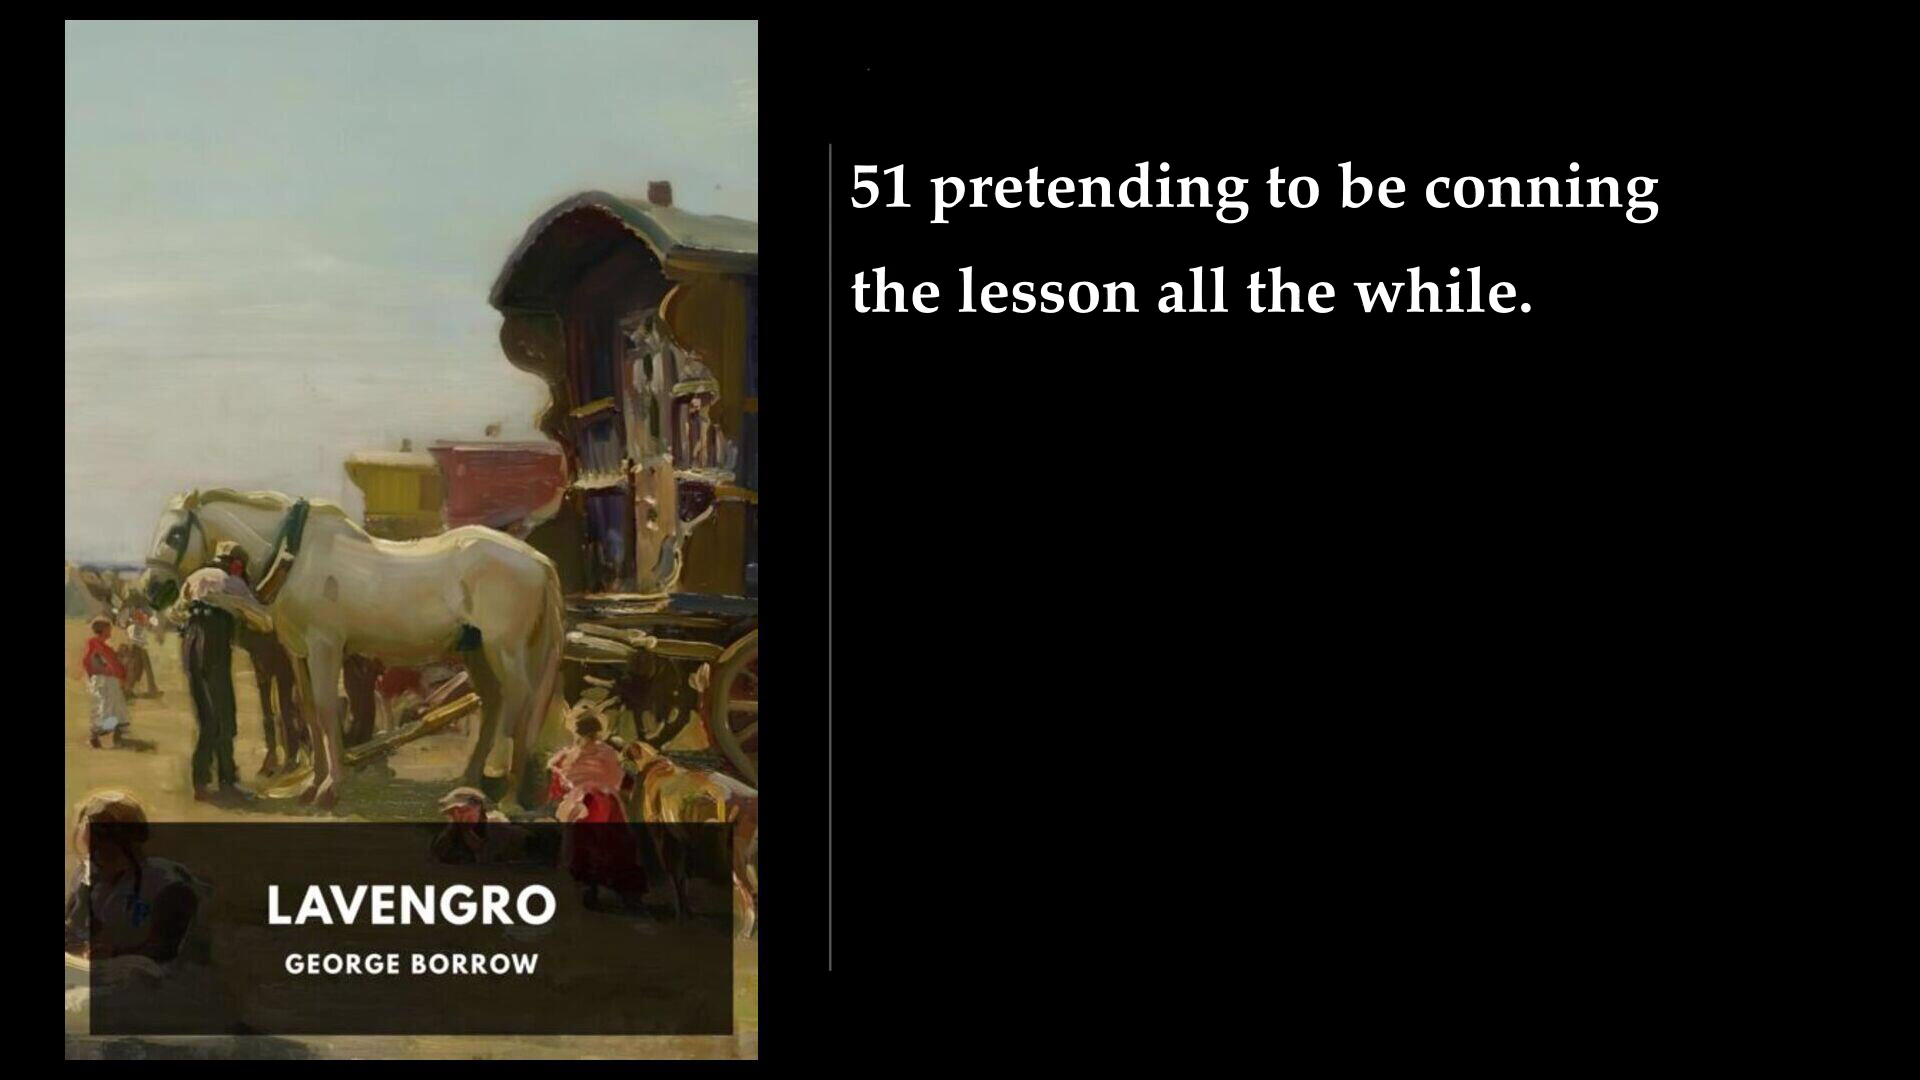 51 pretending to be conning
the lesson all the while.
LAVENGRO
GEORGE BORROW